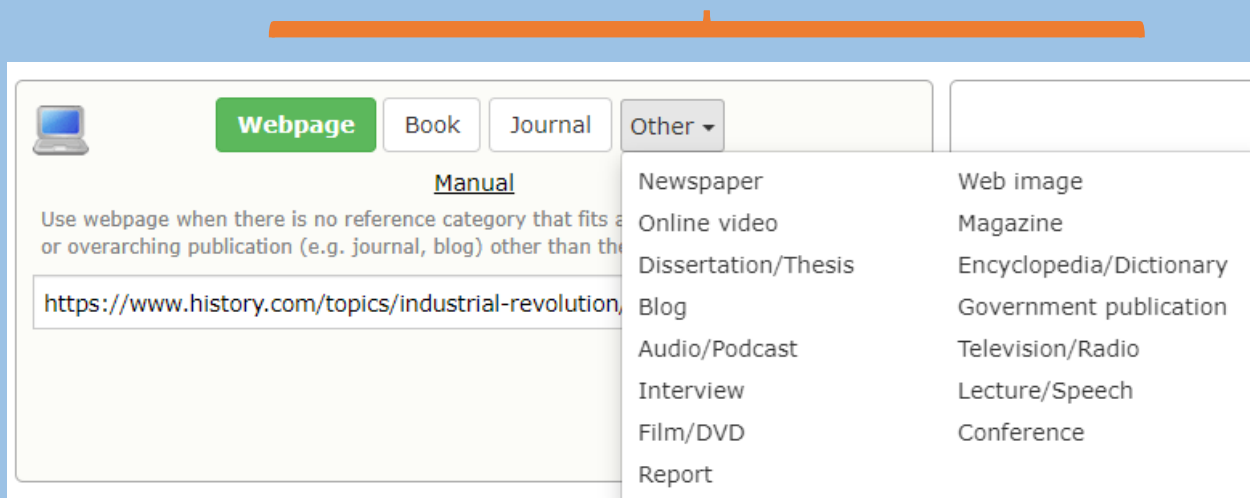 Webpage Book Journal Other
Manual
Use webpage when there is no reference category that fits a
or overarching publication (e.g. journal, blog) other than the
https://www.history.com/topics/industrial-revolution/
Newspaper
Online video
Dissertation/Thesis
Blog
Audio/Podcast
Interview
Film/DVD
Report
Web image
Magazine
Encyclopedia/Dictionary
Government publication
Television/Radio
Lecture/Speech
Conference